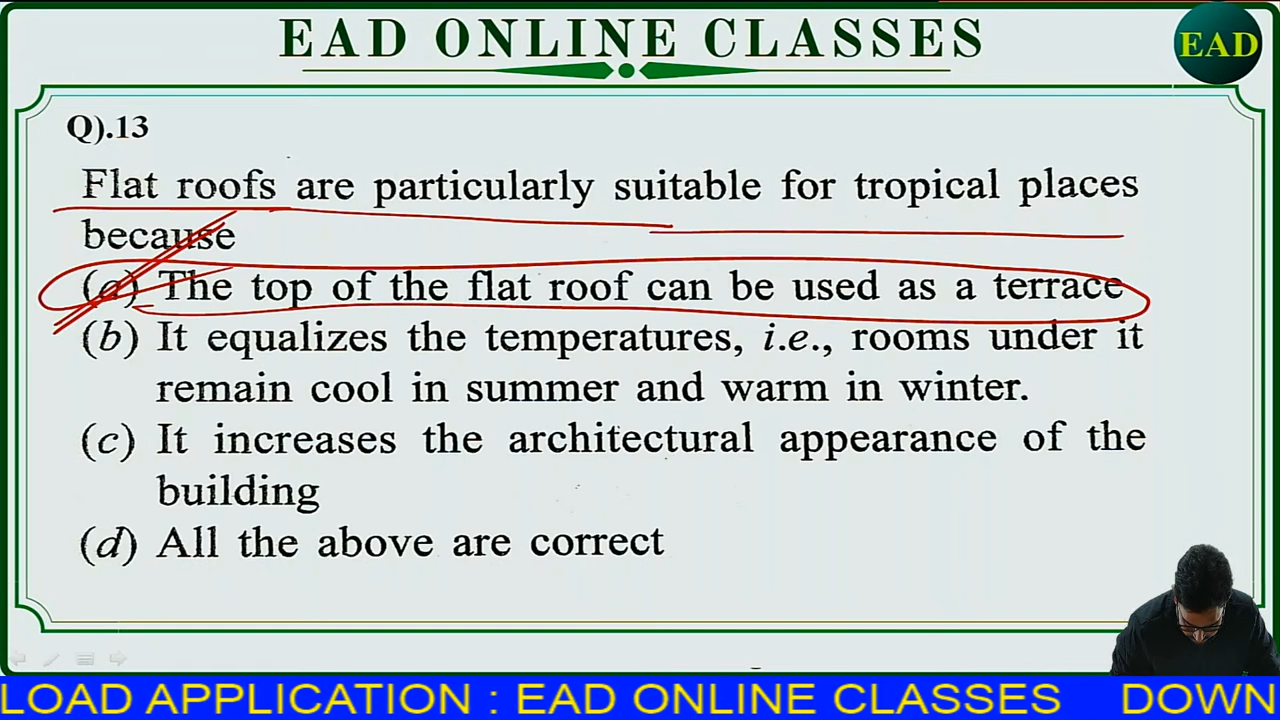 EAD ONLINE CLASSES
EAD
Q).13
Flat roofs are particularly suitable for tropical places
because
(a) The top of the flat roof can be used as a terrace
(b) It equalizes the temperatures, i.e., rooms under it
remain cool in summer and warm in winter.
(c) It increases the architectural appearance of the
building
(d) All the above are correct
LOAD APPLICATION : EAD ONLINE CLASSES DOWN